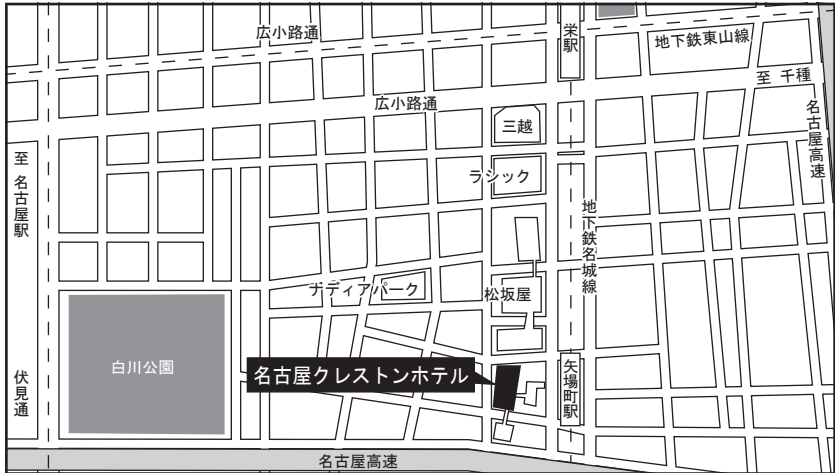 広小路通
栄駅
地下鉄東山線
至 千種
名古屋高速
広小路通
三越
至 名古屋駅
ラシック
地下鉄名城線
ナディアパーク
松坂屋
白川公園
名古屋クレストンホテル
矢場町駅
伏見通
名古屋高速